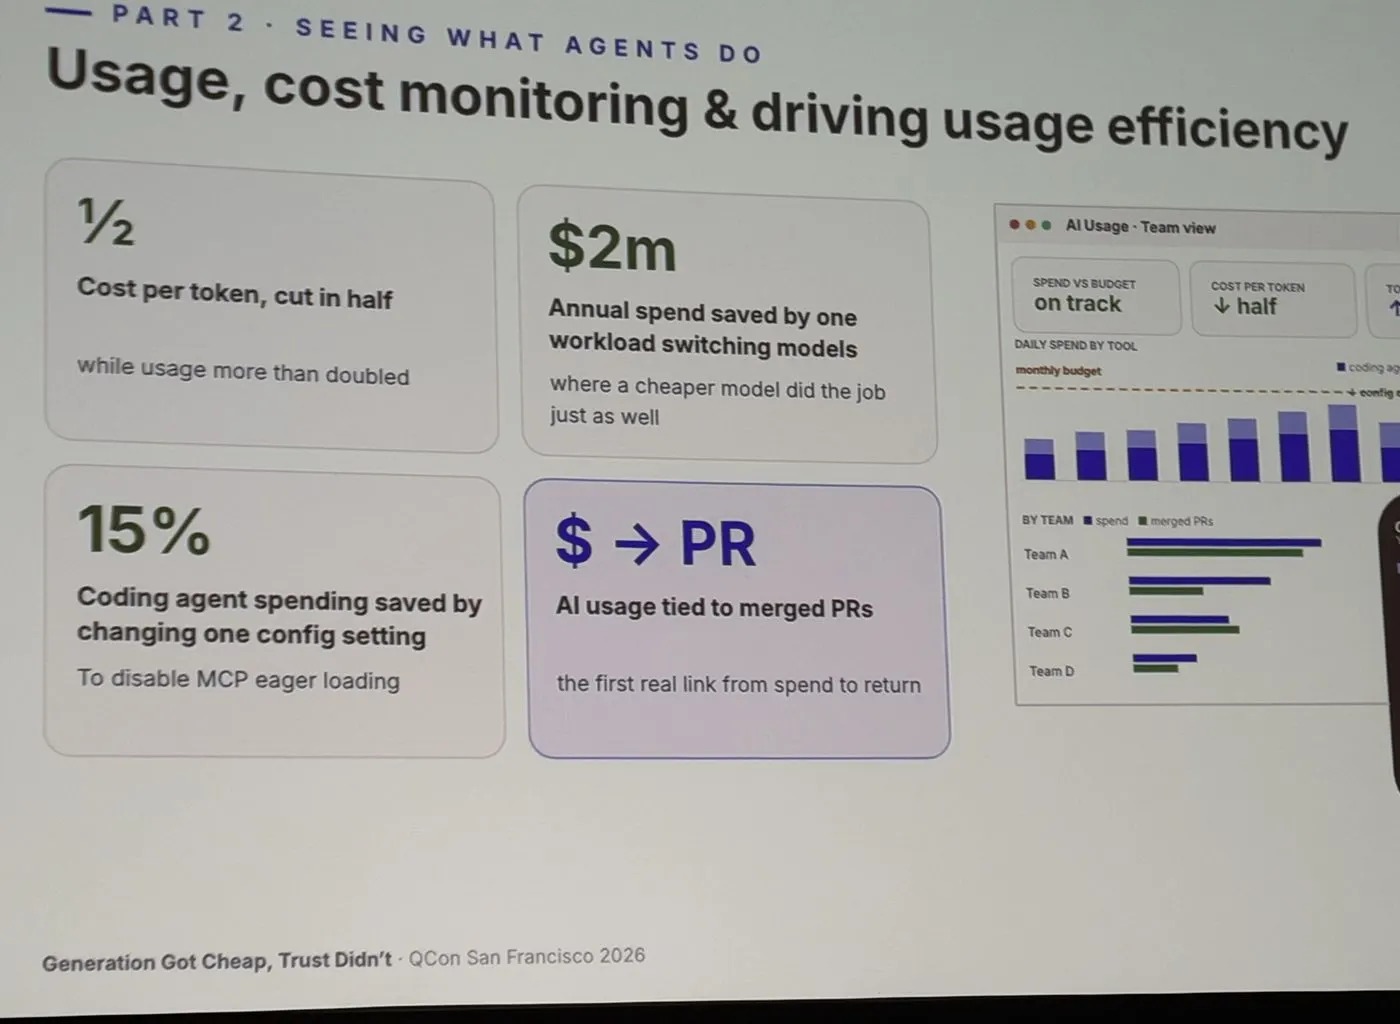 PART 2 · SEEING WHAT AGENTS DO
Usage, cost monitoring & driving usage efficiency
½
Cost per token, cut in half
while usage more than doubled
$2m
Annual spend saved by one
workload switching models
where a cheaper model did the job
just as well
15%
Coding agent spending saved by
changing one config setting
To disable MCP eager loading
$ → PR
AI usage tied to merged PRs
the first real link from spend to return
AI Usage · Team view
SPEND VS BUDGET
on track
COST PER TOKEN
↓ half
DAILY SPEND BY TOOL
monthly budget
coding
↓ config
BY TEAM spend merged PRs
Team A
Team B
Team C
Team D
Generation Got Cheap, Trust Didn’t · QCon San Francisco 2026